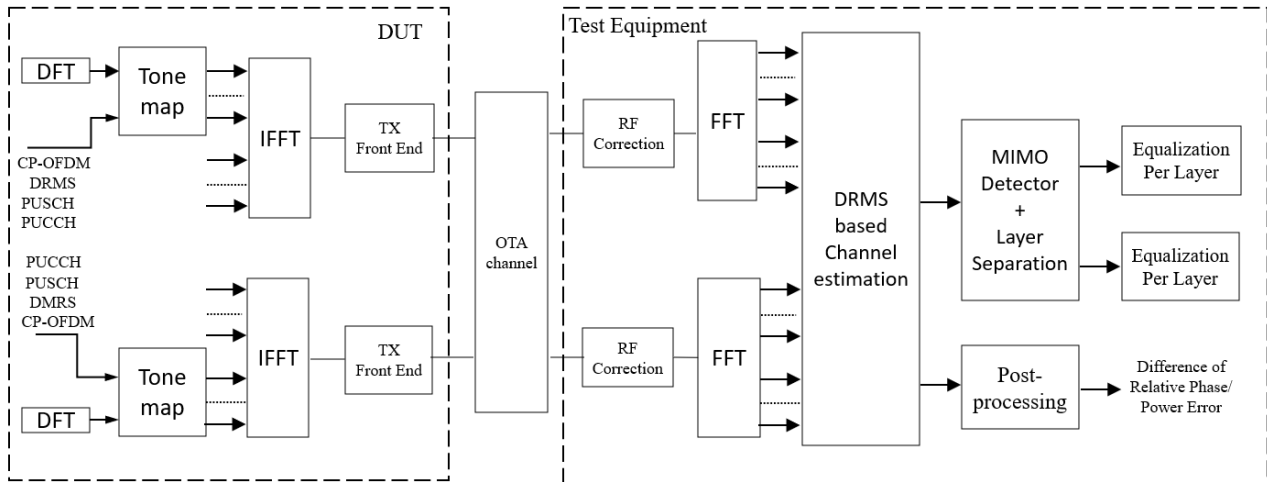 DUT
DFT
Tone
map
CP-OFDM
DRMS
PUSCH
PUCCH
IFFT
TX
Front End
PUCCH
PUSCH
DMRS
CP-OFDM
DFT
Tone
map
IFFT
TX
Front End
OTA
channel
Test Equipment
RF
Correction
FFT
RF
Correction
FFT
DRMS
based
Channel
estimation
MIMO
Detector
+
Layer
Separation
Equalization
Per Layer
Equalization
Per Layer
Post-
processing
Difference of
Relative Phase/
Power Error